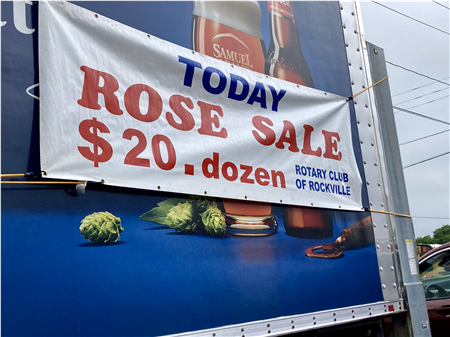 SAMUEL
TODAY
ROSE SALE
$20.dozen
ROTARY CLUB
OF ROCKVILLE